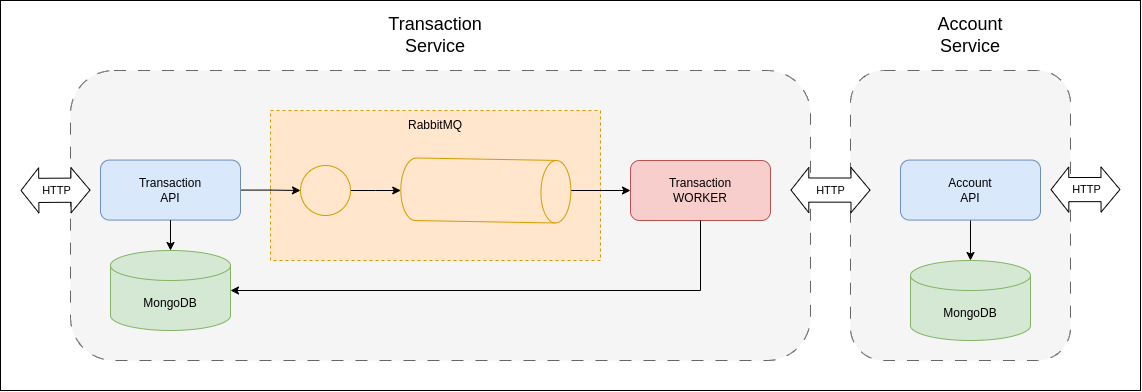 Transaction
Service
Account
Service
RabbitMQ
HTTP
Transaction
API
Transaction
WORKER
HTTP
Account
API
HTTP
MongoDB
MongoDB